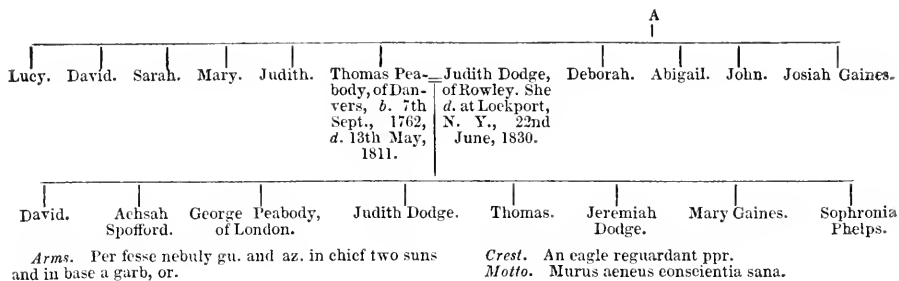 A
Lucy. David. Sarah. Mary. Judith. Thomas Pea-
body, of Dan-
vers, b. 7th
Sept., 1762,
d. 13th May,
1811.
=
Judith Dodge,
of Rowley. She
d. at Lockport,
N. Y., 22nd
June, 1830.
Deborah. Abigail. John. Josiah Gaines.
David. Achsah
Spofford.
George Peabody,
of London.
Judith Dodge. Thomas. Jeremiah
Dodge.
Mary Gaines. Sophronia
Phelps.
Arms. Per fesse nebuly gu. and az. in chief two suns
and in base a garb, or.
Crest. An eagle reguardant ppr.
Motto. Murus aeneus conscientia sana.